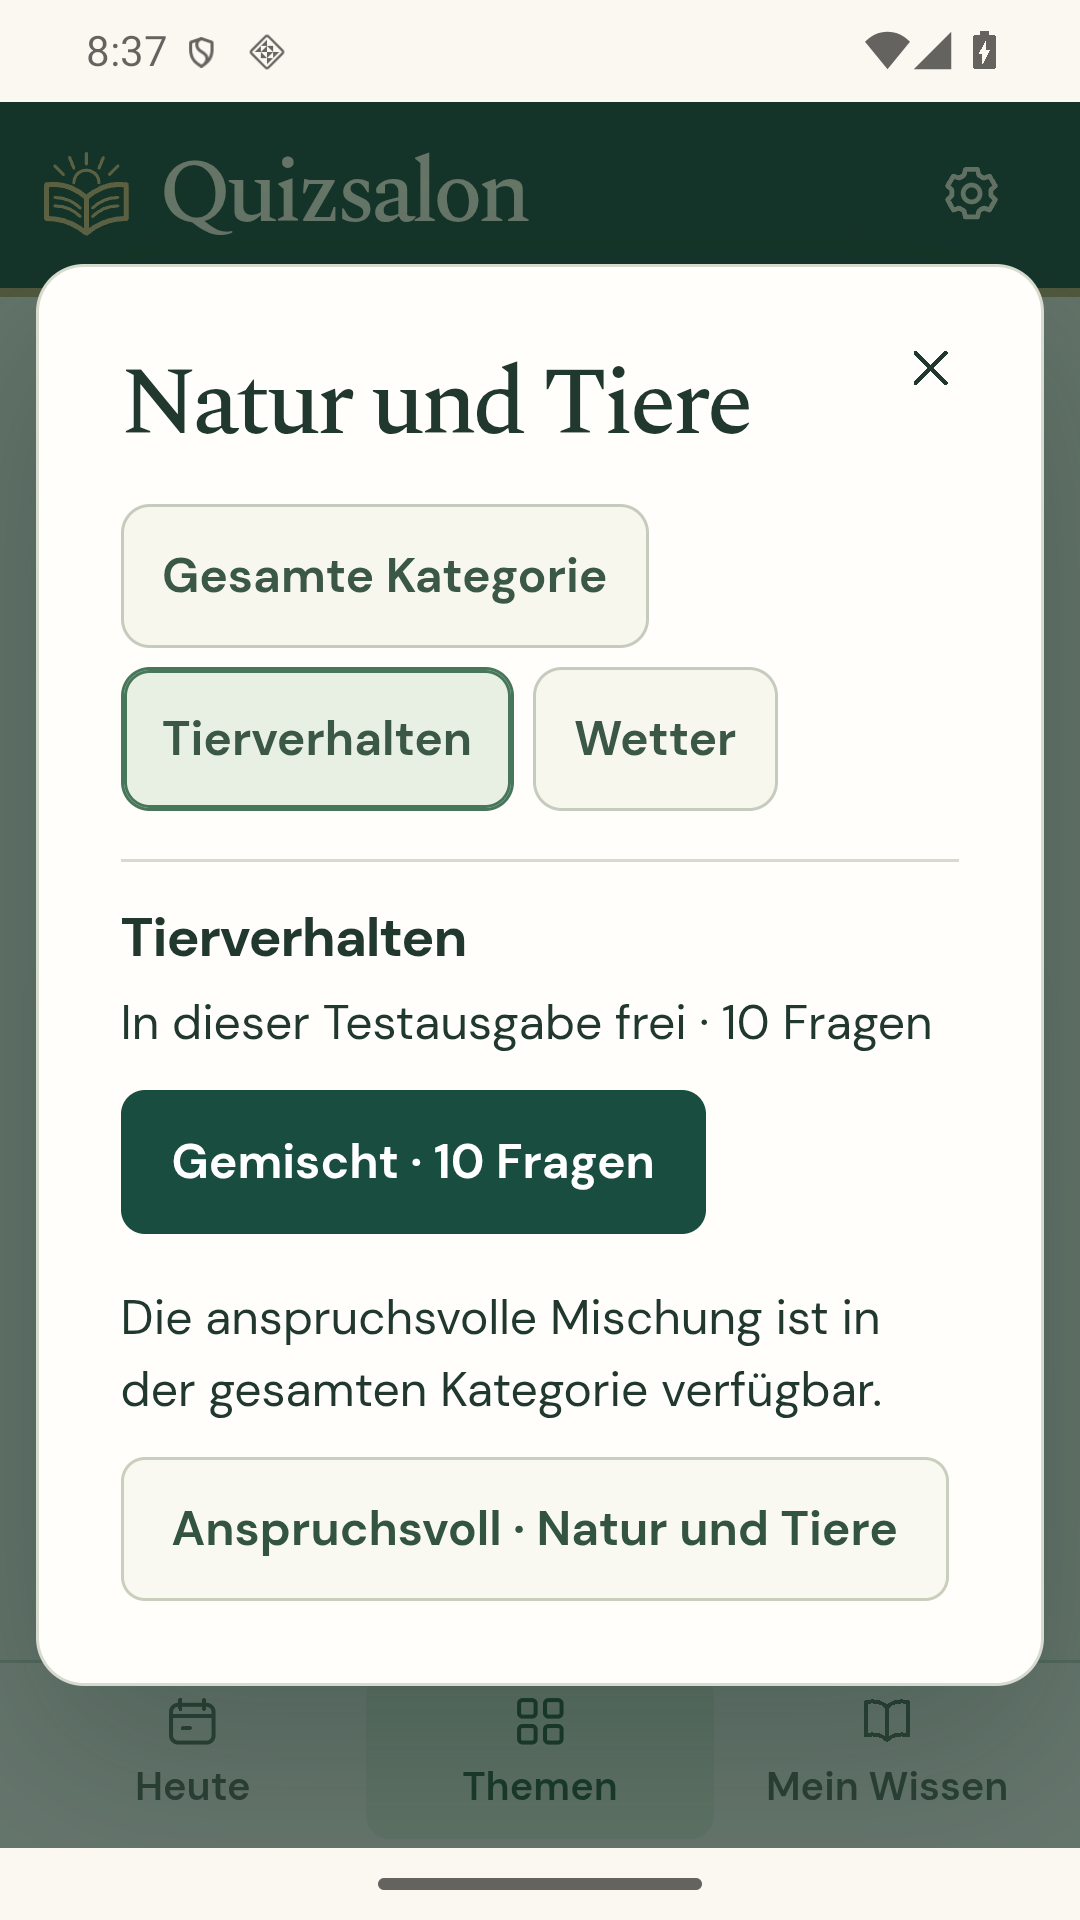 8:37
Quizsalon
Natur und Tiere
Gesamte Kategorie
Tierverhalten
Wetter
Tierverhalten
In dieser Testausgabe frei · 10 Fragen
Gemischt · 10 Fragen
Die anspruchsvolle Mischung ist in
der gesamten Kategorie verfügbar.
Anspruchsvoll · Natur und Tiere
Heute
Themen
Mein Wissen